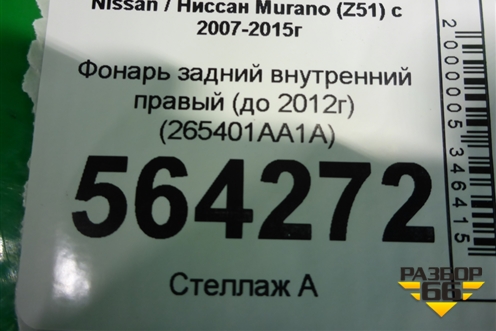 Nissan / Ниссан Murano (Z51) с
2007-2015г
Фонарь задний внутренний
правый (до 2012г)
(265401AA1A)
564272
Стеллаж А
2000005346415
РАЗБОР
66